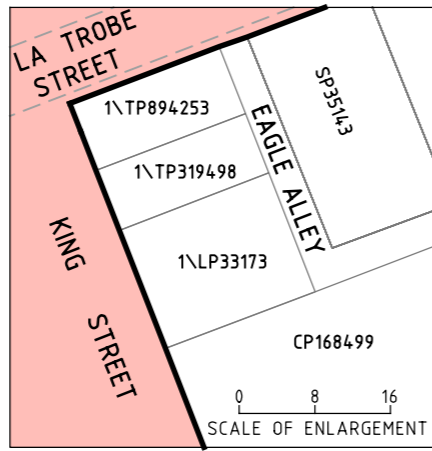 LA TROBE
STREET
1\TP894253
SP35143
EAGLE ALLEY
1\TP319498
KING
STREET
1\LP33173
CP168499
0 8 16
SCALE OF ENLARGEMENT